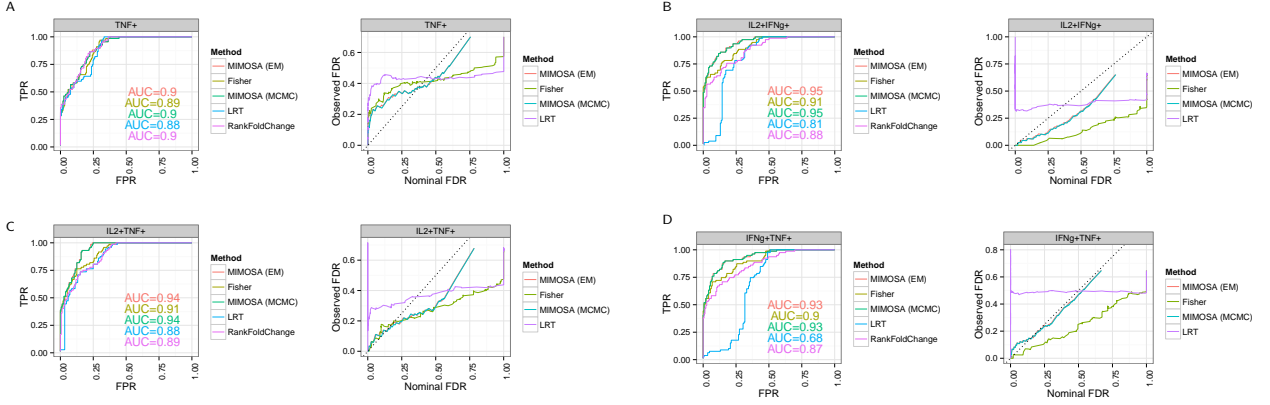 A
TNF+
1.00
0.75
0.50
0.25
0.00
TPR
AUC=0.9
AUC=0.89
AUC=0.9
AUC=0.88
AUC=0.9
0.00
0.25
0.50
0.75
1.00
FPR
Method
MIMOSA (EM)
Fisher
MIMOSA (MCMC)
LRT
RankFoldChange
TNF+
0.6
0.4
0.2
0.0
Observed FDR
0.00
0.25
0.50
0.75
1.00
Nominal FDR
Method
MIMOSA (EM)
Fisher
MIMOSA (MCMC)
LRT
B
IL2+IFNg+
1.00
0.75
0.50
0.25
0.00
TPR
AUC=0.95
AUC=0.91
AUC=0.95
AUC=0.81
AUC=0.88
0.00
0.25
0.50
0.75
1.00
FPR
Method
MIMOSA (EM)
Fisher
MIMOSA (MCMC)
LRT
RankFoldChange
IL2+IFNg+
1.00
0.75
0.50
0.25
0.00
Observed FDR
0.00
0.25
0.50
0.75
1.00
Nominal FDR
Method
MIMOSA (EM)
Fisher
MIMOSA (MCMC)
LRT
C
IL2+TNF+
1.00
0.75
0.50
0.25
0.00
TPR
AUC=0.94
AUC=0.91
AUC=0.94
AUC=0.88
AUC=0.89
0.00
0.25
0.50
0.75
1.00
FPR
Method
MIMOSA (EM)
Fisher
MIMOSA (MCMC)
LRT
RankFoldChange
IL2+TNF+
0.6
0.4
0.2
0.0
Observed FDR
0.00
0.25
0.50
0.75
1.00
Nominal FDR
Method
MIMOSA (EM)
Fisher
MIMOSA (MCMC)
LRT
D
IFNg+TNF+
1.00
0.75
0.50
0.25
0.00
TPR
AUC=0.93
AUC=0.9
AUC=0.93
AUC=0.68
AUC=0.87
0.00
0.25
0.50
0.75
1.00
FPR
Method
MIMOSA (EM)
Fisher
MIMOSA (MCMC)
LRT
RankFoldChange
IFNg+TNF+
0.8
0.6
0.4
0.2
0.0
Observed FDR
0.00
0.25
0.50
0.75
1.00
Nominal FDR
Method
MIMOSA (EM)
Fisher
MIMOSA (MCMC)
LRT